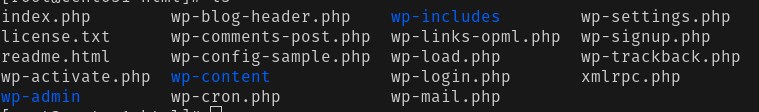 index.php wp-blog-header.php wp-includes wp-settings.php
license.txt wp-comments-post.php wp-links-opml.php wp-signup.php
readme.html wp-config-sample.php wp-load.php wp-trackback.php
wp-activate.php wp-content wp-login.php xmlrpc.php
wp-admin wp-cron.php wp-mail.php